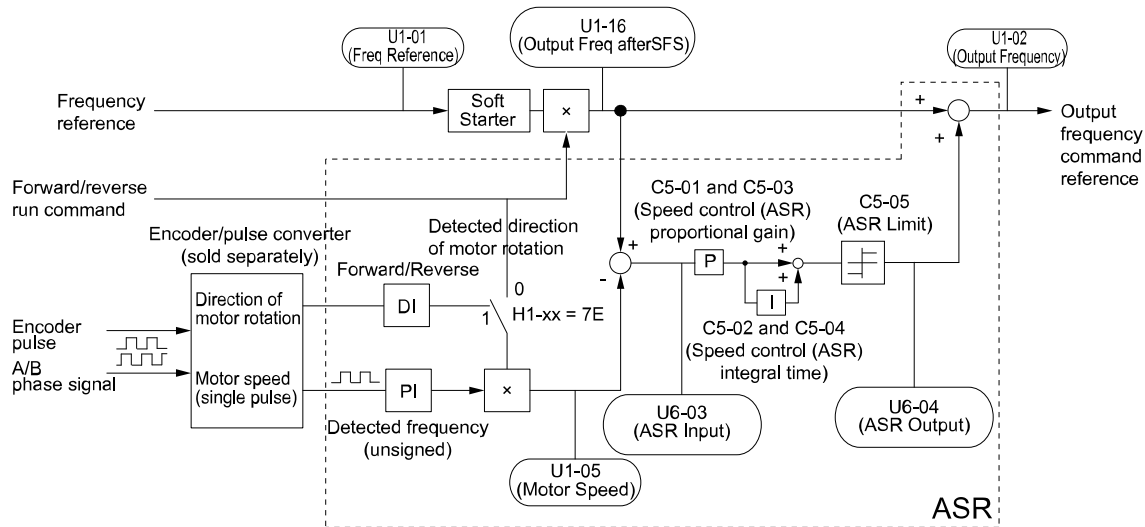 U1-01
(Freq Reference)
U1-16
(Output Freq afterSFS)
U1-02
(Output Frequency)
Frequency
reference
Soft
Starter
×
+
+
Output
frequency
command
reference
Forward/reverse
run command
Detected direction
of motor rotation
C5-01 and C5-03
(Speed control (ASR)
proportional gain)
C5-05
(ASR Limit)
Encoder/pulse converter
(sold separately)
Forward/Reverse
Direction of
motor rotation
DI
0
1
H1-xx = 7E
+
-
P
+
+
I
C5-02 and C5-04
(Speed control (ASR)
integral time)
Encoder
pulse
A/B
phase signal
Motor speed
(single pulse)
PI
×
Detected frequency
(unsigned)
U6-03
(ASR Input)
U6-04
(ASR Output)
U1-05
(Motor Speed)
ASR